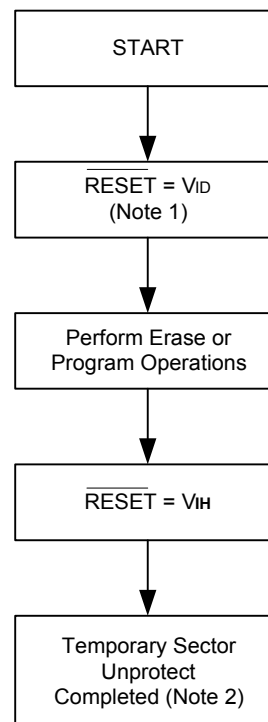 START
RESET = VID
(Note 1)
Perform Erase or
Program Operations
RESET = VIH
Temporary Sector
Unprotect
Completed (Note 2)